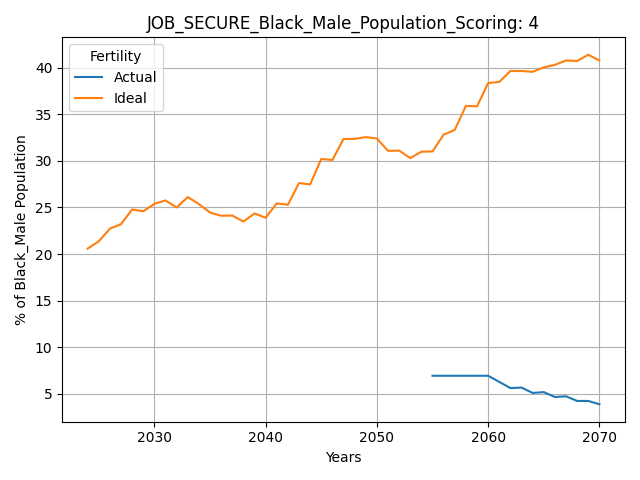 JOB_SECURE_Black_Male_Population_Scoring: 4
Fertility
Actual
Ideal
% of Black_Male Population
40
35
30
25
20
15
10
5
2030 2040 2050 2060 2070
Years